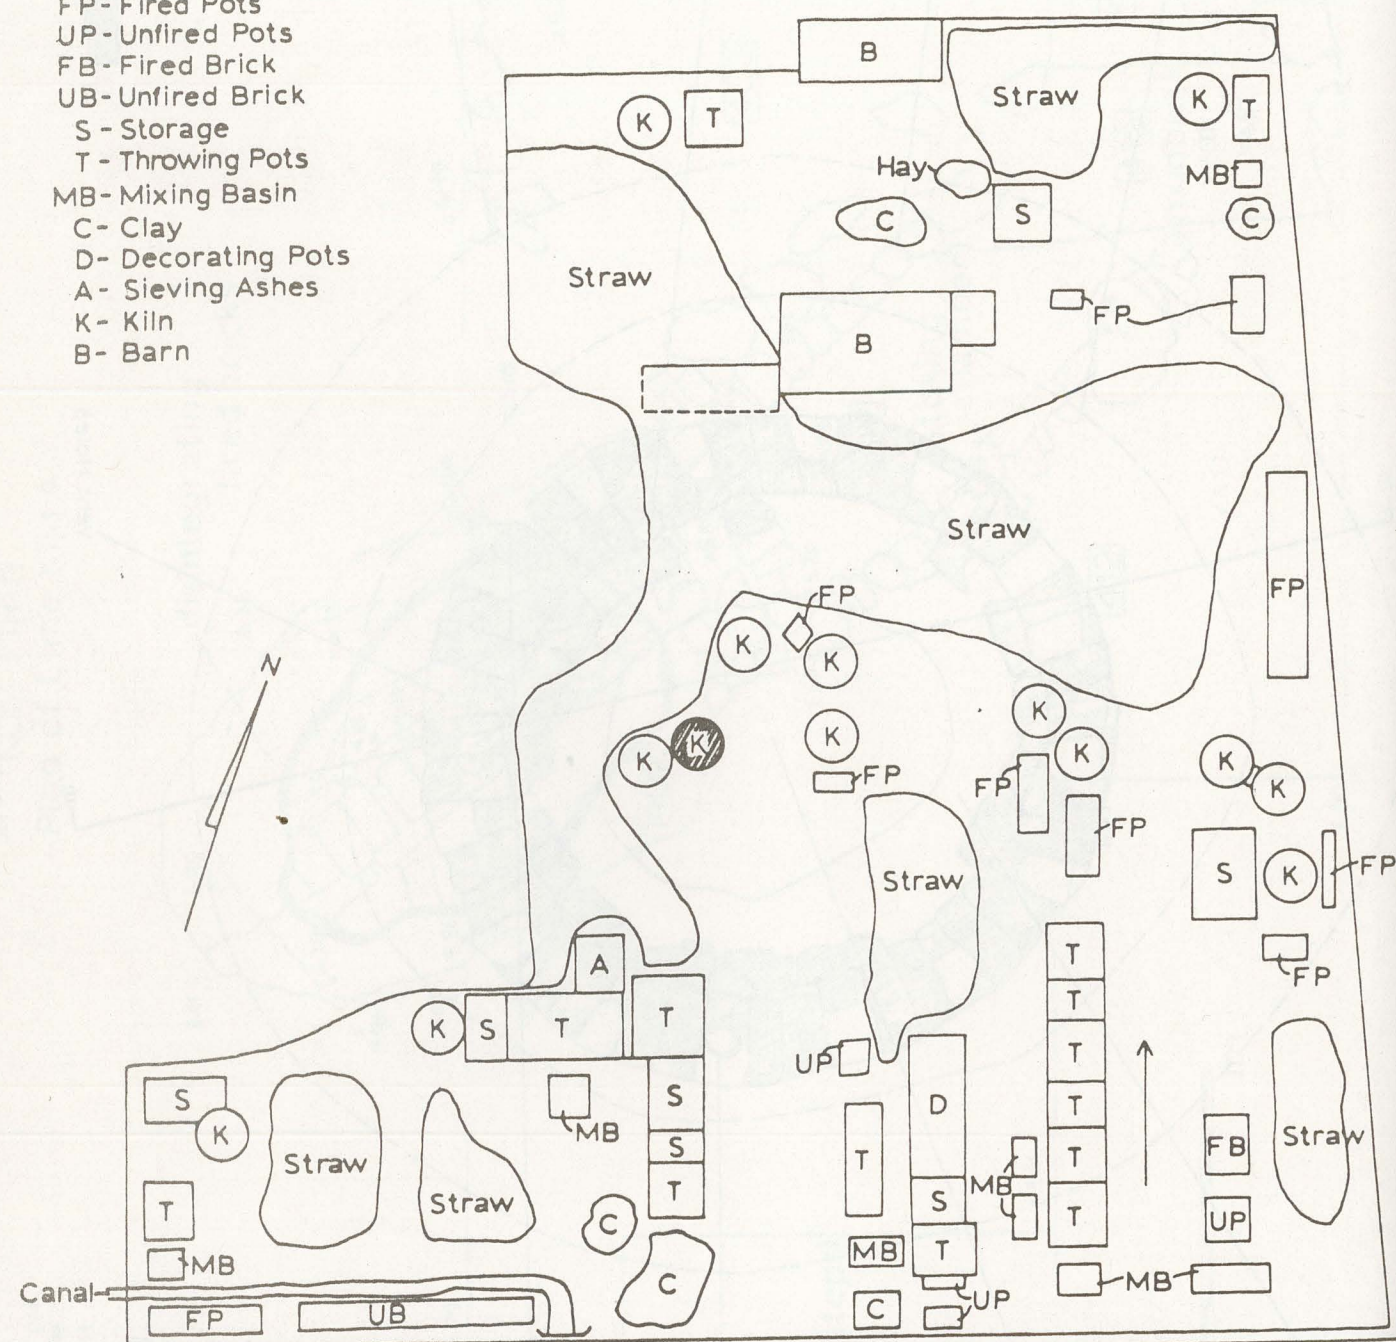 FP - Fired Pots
UP - Unfired Pots
FB - Fired Brick
UB - Unfired Brick
S - Storage
T - Throwing Pots
MB - Mixing Basin
C - Clay
D - Decorating Pots
A - Sieving Ashes
K - Kiln
B - Barn
B
Straw
K
T
K
T
Hay
MB
C
S
C
Straw
FP
B
Straw
FP
FP
K
K
N
K
K
K
K
K
K
K
FP
FP
FP
S
K
FP
Straw
FP
A
T
T
K
S
T
T
UP
T
S
S
D
T
K
MB
S
T
FB
Straw
Straw
Straw
T
T
MB
S
T
C
T
UP
MB
MB
T
C
MB
Canal
C
UP
FP
UB